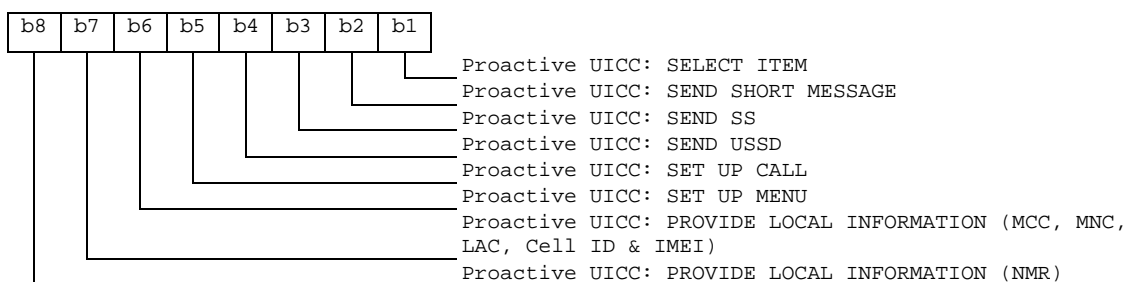 b8 b7 b6 b5 b4 b3 b2 b1
Proactive UICC: SELECT ITEM
Proactive UICC: SEND SHORT MESSAGE
Proactive UICC: SEND SS
Proactive UICC: SEND USSD
Proactive UICC: SET UP CALL
Proactive UICC: SET UP MENU
Proactive UICC: PROVIDE LOCAL INFORMATION (MCC, MNC,
LAC, Cell ID & IMEI)
Proactive UICC: PROVIDE LOCAL INFORMATION (NMR)